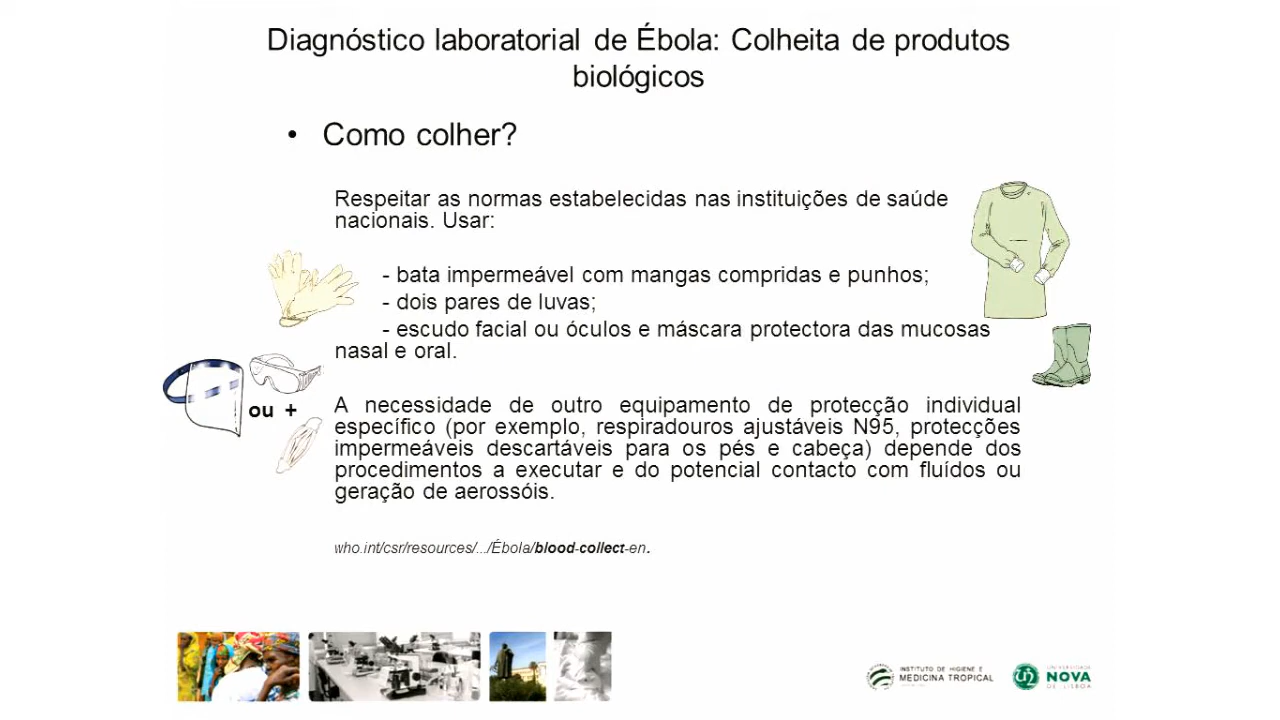 Diagnóstico laboratorial de Ébola: Colheita de produtos
biológicos
• Como colher?
Respeitar as normas estabelecidas nas instituições de saúde
nacionais. Usar:
- bata impermeável com mangas compridas e punhos;
- dois pares de luvas;
- escudo facial ou óculos e máscara protectora das mucosas
nasal e oral.
ou +
A necessidade de outro equipamento de protecção individual
específico (por exemplo, respiradouros ajustáveis N95, protecções
impermeáveis descartáveis para os pés e cabeça) depende dos
procedimentos a executar e do potencial contacto com fluídos ou
geração de aerossóis.
who.int/csr/resources/.../Ébola/blood-collect-en.
INSTITUTO DE HIGIENE E
MEDICINA TROPICAL
UNIVERSIDADE
NOVA
DE LISBOA